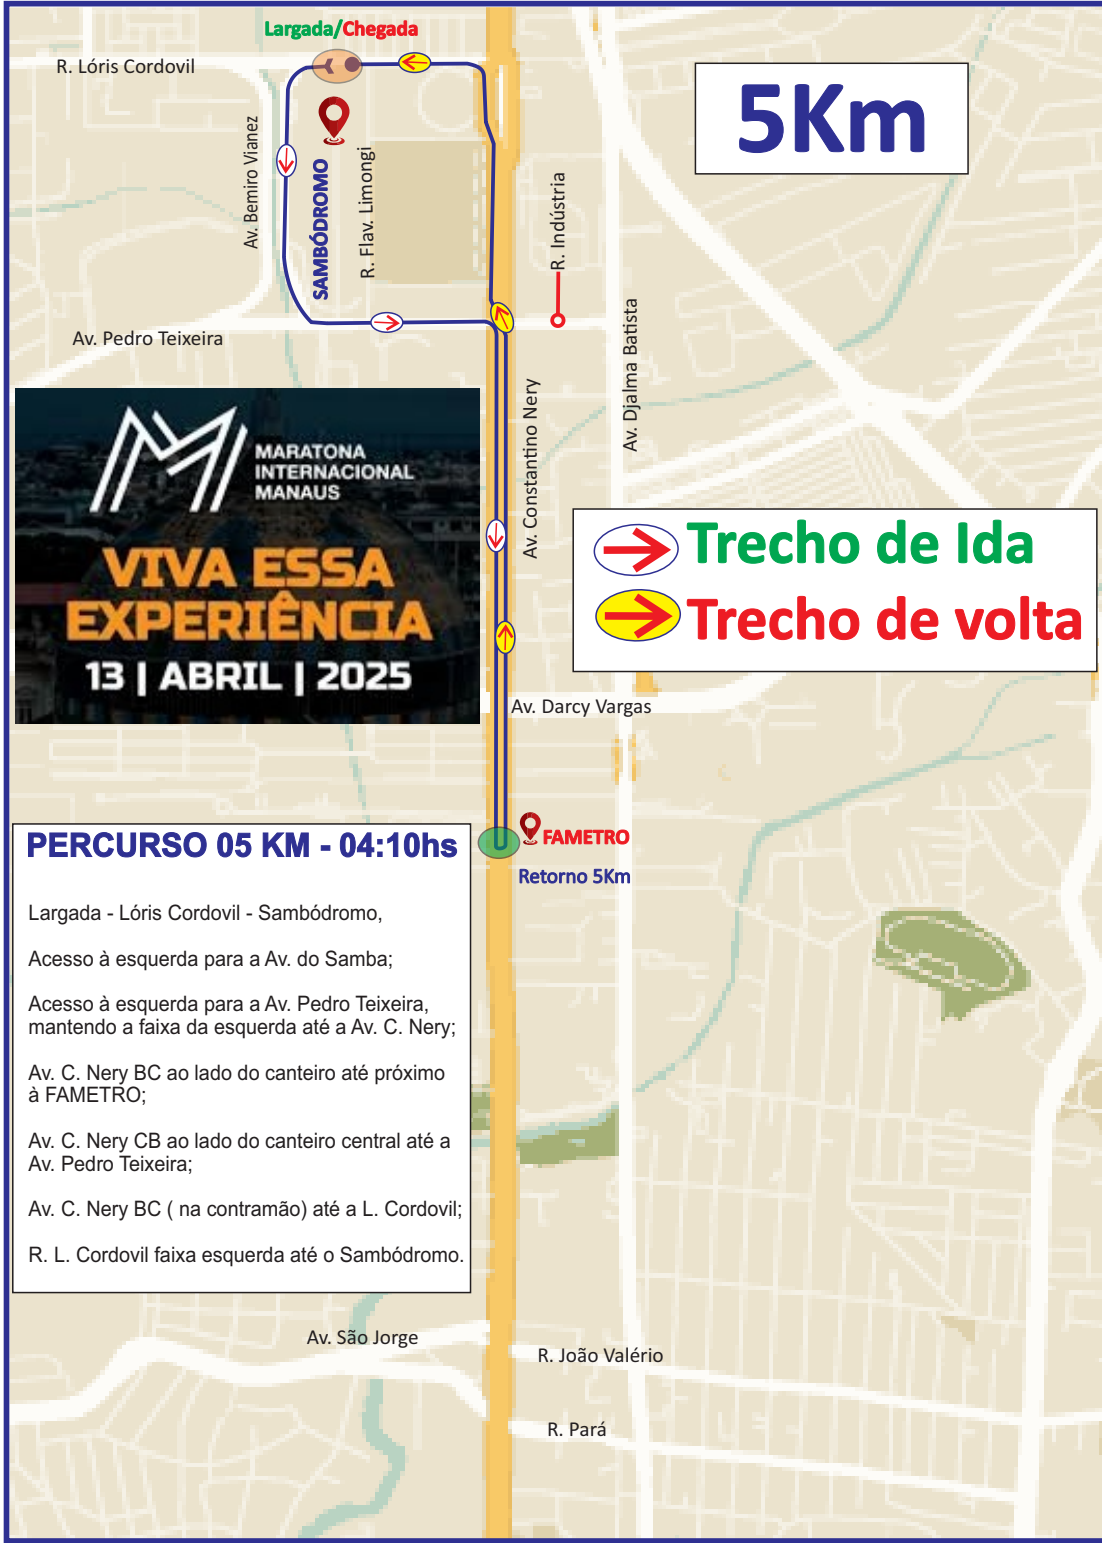 Largada/Chegada
R. Lóris Cordovil
5Km
Av. Bemiro Vianez
SAMBÓDROMO
R. Flav. Limongi
R. Indústria
Av. Pedro Teixeira
Av. Djalma Batista
Av. Constantino Nery
MARATONA
INTERNACIONAL
MANAUS
VIVA ESSA
EXPERIÊNCIA
13 | ABRIL | 2025
Trecho de Ida
Trecho de volta
Av. Darcy Vargas
FAMETRO
Retorno 5Km
PERCURSO 05 KM - 04:10hs
Largada - Lóris Cordovil - Sambódromo,
Acesso à esquerda para a Av. do Samba;
Acesso à esquerda para a Av. Pedro Teixeira,
mantendo a faixa da esquerda até a Av. C. Nery;
Av. C. Nery BC ao lado do canteiro até próximo
à FAMETRO;
Av. C. Nery CB ao lado do canteiro central até a
Av. Pedro Teixeira;
Av. C. Nery BC ( na contramão) até a L. Cordovil;
R. L. Cordovil faixa esquerda até o Sambódromo.
Av. São Jorge
R. João Valério
R. Pará